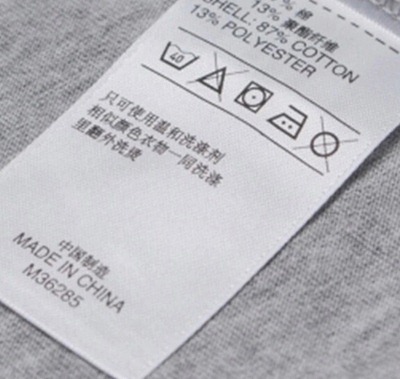 % 棉
13% 聚酯纤维
SHELL: 87% COTTON
13% POLYESTER
40
只可使用温和洗涤剂
相似颜色衣物一同洗涤
里翻外洗烫
中国制造
MADE IN CHINA
M36285